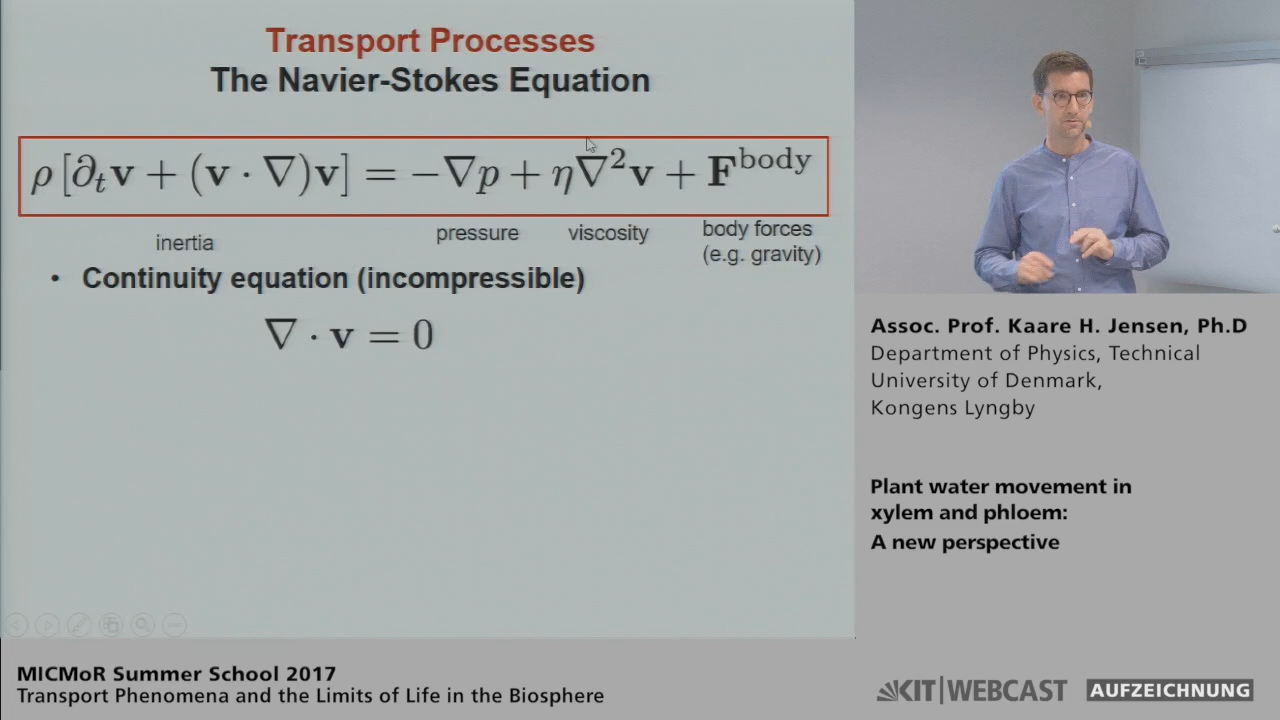 Transport Processes
The Navier-Stokes Equation
ρ [∂ₜv + (v · ∇)v] = −∇p + η∇²v + F^body
inertia
pressure
viscosity
body forces
(e.g. gravity)
• Continuity equation (incompressible)
∇ · v = 0
Assoc. Prof. Kaare H. Jensen, Ph.D
Department of Physics, Technical
University of Denmark,
Kongens Lyngby
Plant water movement in
xylem and phloem:
A new perspective
MICMoR Summer School 2017
Transport Phenomena and the Limits of Life in the Biosphere
KIT|WEBCAST AUFZEICHNUNG